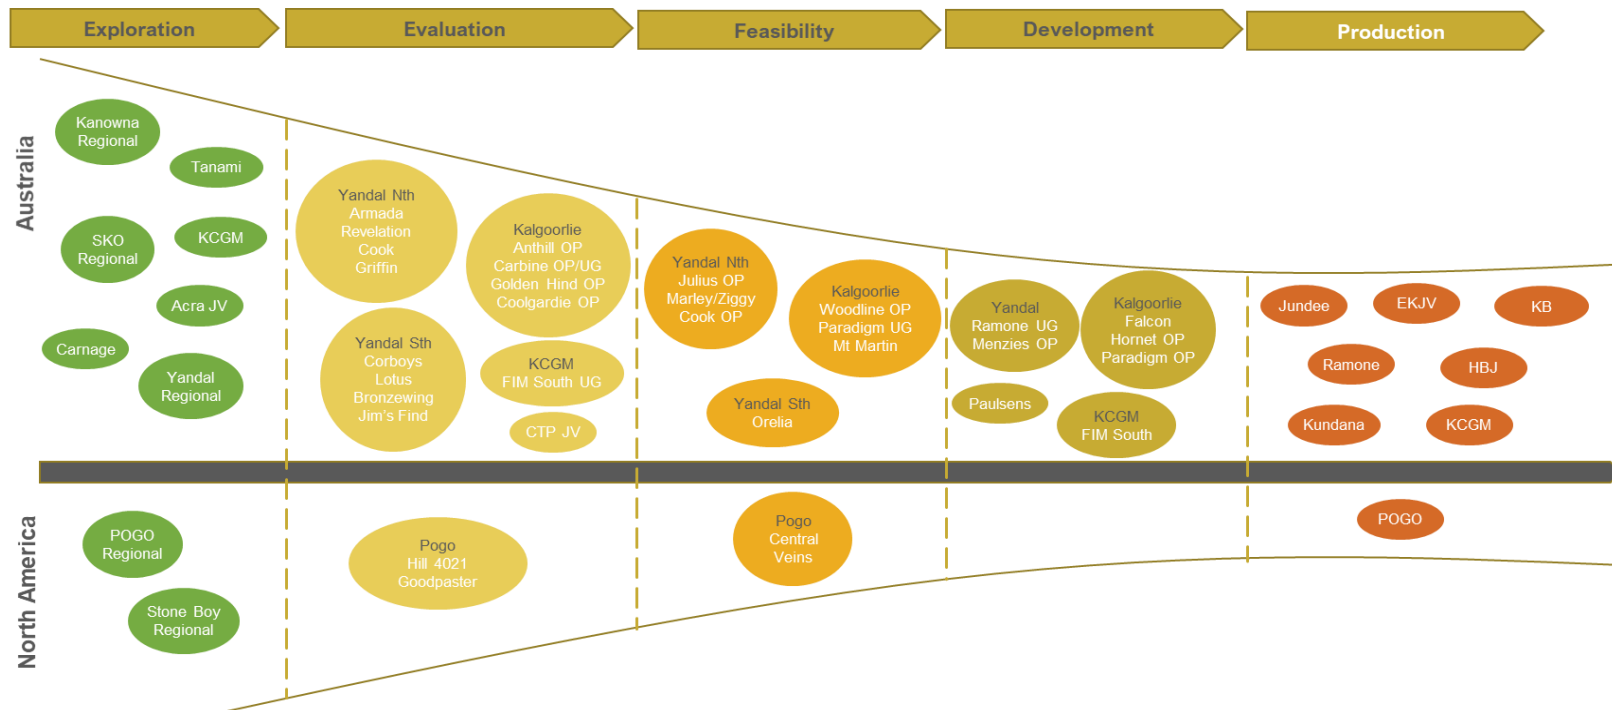 Exploration
Evaluation
Feasibility
Development
Production
Australia
Kanowna
Regional
Tanami
SKO
Regional
KCGM
Acra JV
Carnage
Yandal
Regional
Yandal Nth
Armada
Revelation
Cook
Griffin
Kalgoorlie
Anthill OP
Carbine OP/UG
Golden Hind OP
Coolgardie OP
Yandal Sth
Corboys
Lotus
Bronzewing
Jim's Find
KCGM
FIM South UG
CTP JV
Yandal Nth
Julius OP
Marley/Ziggy
Cook OP
Kalgoorlie
Woodline OP
Paradigm UG
Mt Martin
Yandal Sth
Orelia
Yandal
Ramone UG
Menzies OP
Kalgoorlie
Falcon
Hornet OP
Paradigm OP
Paulsens
KCGM
FIM South
Jundee
EKJV
KB
Ramone
HBJ
Kundana
KCGM
North America
POGO
Regional
Stone Boy
Regional
Pogo
Hill 4021
Goodpaster
Pogo
Central
Veins
POGO